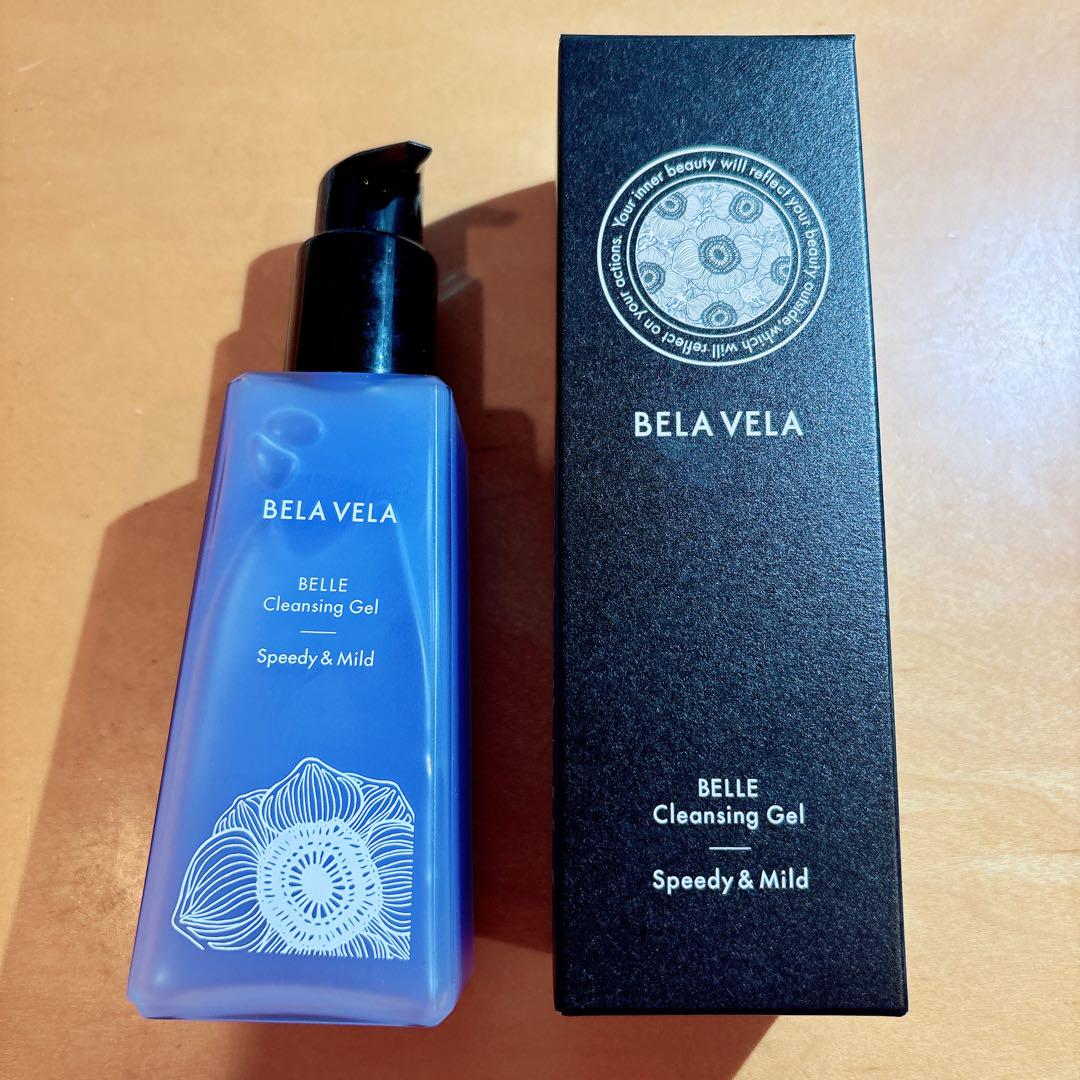 BELA VELA
BELLE
Cleansing Gel
Speedy & Mild
Your inner beauty will reflect your beauty outside which will reflect on your actions.
BELA VELA
BELLE
Cleansing Gel
Speedy & Mild